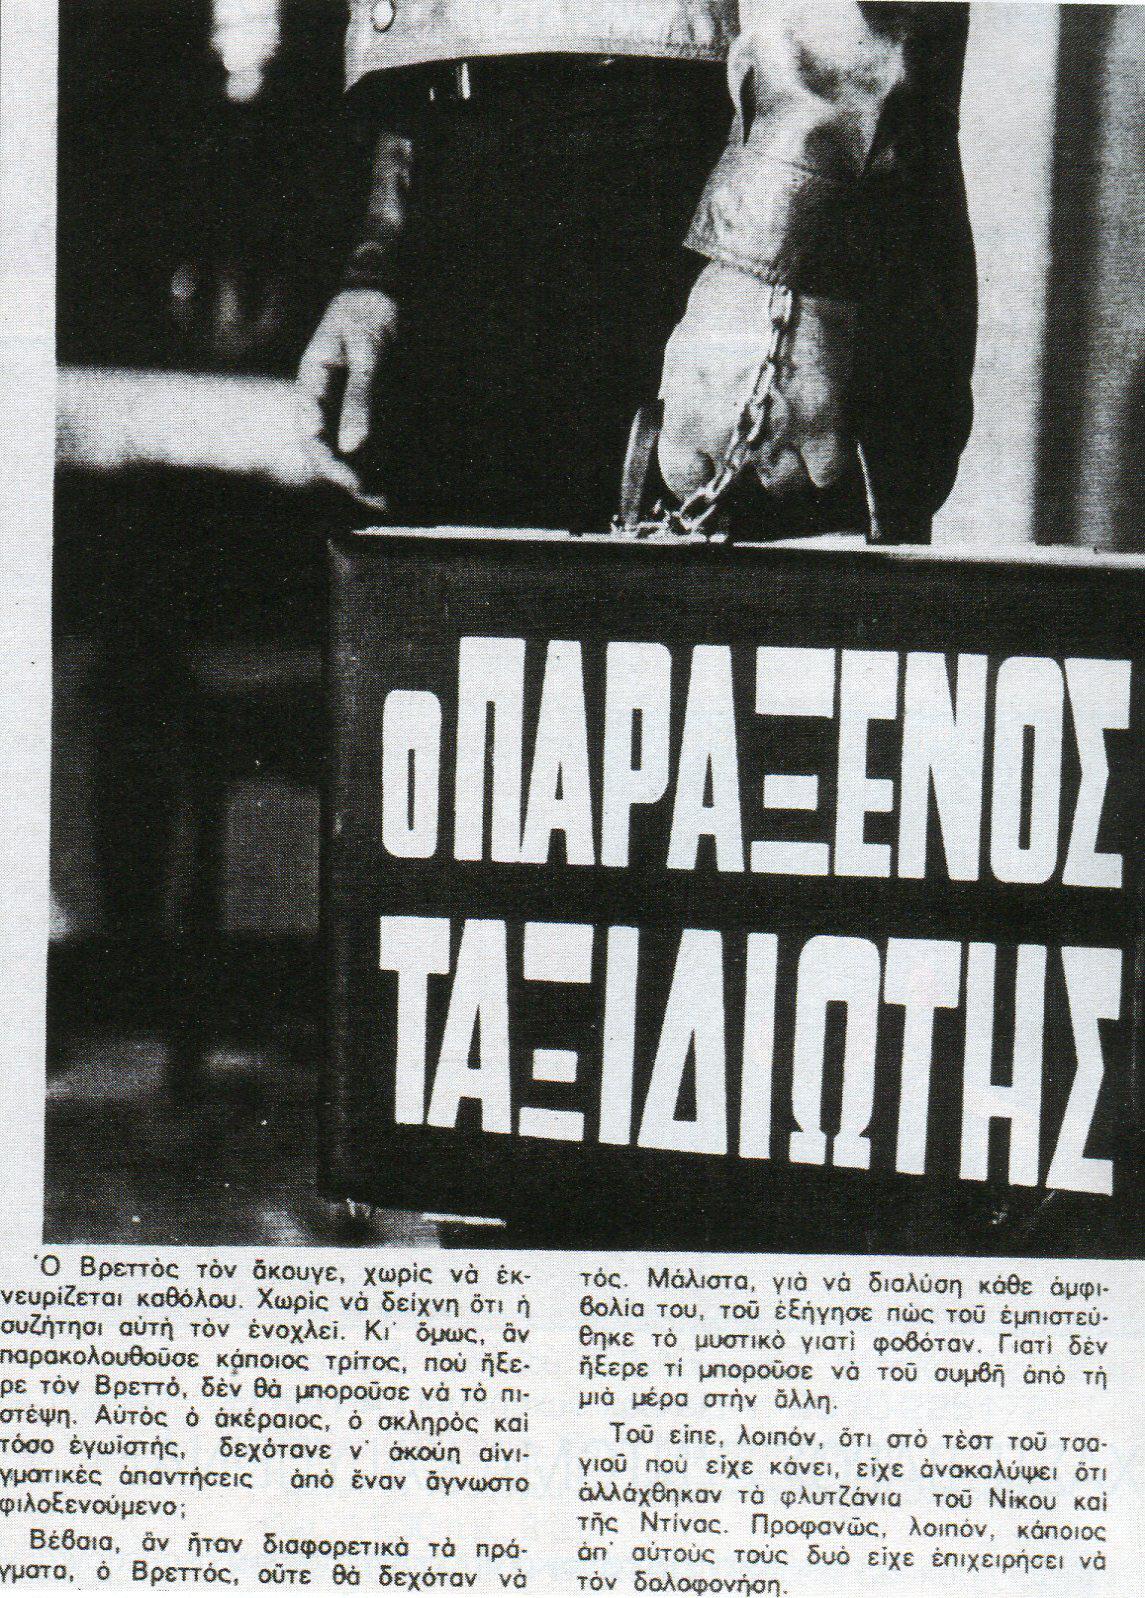 Ο ΠΑΡΑΞΕΝΟΣ
ΤΑΞΙΔΙΩΤΗΣ
Ὁ Βρεττὸς τὸν ἄκουγε, χωρὶς νὰ ἐκ-
νευρίζεται καθόλου. Χωρὶς νὰ δείχνη ὅτι ἡ
συζήτησι αὐτὴ τὸν ἐνοχλεῖ. Κι᾽ ὅμως, ἂν
παρακολουθοῦσε κάποιος τρίτος, ποὺ ἤξε-
ρε τὸν Βρεττό, δὲν θὰ μποροῦσε νὰ τὸ πι-
στέψη. Αὐτὸς ὁ ἀκέραιος, ὁ σκληρὸς καὶ
τόσο ἐγωϊστής, δεχότανε ν᾽ ἀκούη αἰνι-
γματικὲς ἀπαντήσεις ἀπὸ ἕναν ἄγνωστο
φιλοξενούμενο;
Βέβαια, ἂν ἦταν διαφορετικὰ τὰ πρά-
γματα, ὁ Βρεττός, οὔτε θὰ δεχόταν νὰ
τός. Μάλιστα, γιὰ νὰ διαλύση κάθε ἀμφι-
βολία του, τοῦ ἐξήγησε πὼς τοῦ ἐμπιστεύ-
θηκε τὸ μυστικὸ γιατὶ φοβόταν. Γιατὶ δὲν
ἤξερε τί μποροῦσε νὰ τοῦ συμβῆ ἀπὸ τὴ
μιὰ μέρα στὴν ἄλλη.
Τοῦ εἶπε, λοιπόν, ὅτι στὸ τὲστ τοῦ τσα-
γιοῦ ποὺ εἶχε κάνει, εἶχε ἀνακαλύψει ὅτι
ἀλλάχθηκαν τὰ φλυτζάνια τοῦ Νίκου καὶ
τῆς Ντίνας. Προφανῶς, λοιπόν, κάποιος
ἀπ᾽ αὐτοὺς τοὺς δυὸ εἶχε ἐπιχειρήσει νὰ
τὸν δολοφονήση.